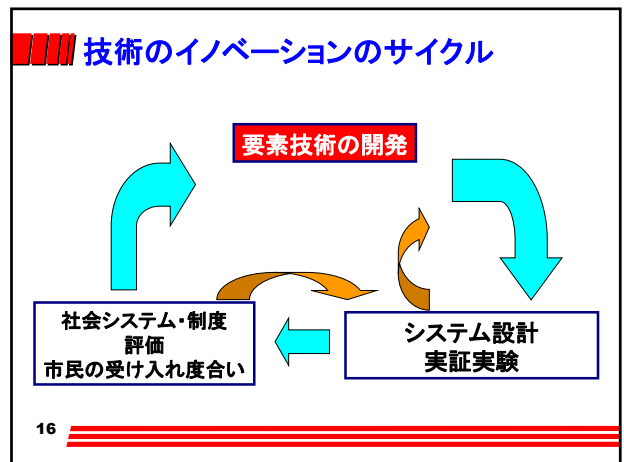 技術のイノベーションのサイクル
要素技術の開発
社会システム・制度
評価
市民の受け入れ度合い
システム設計
実証実験
16